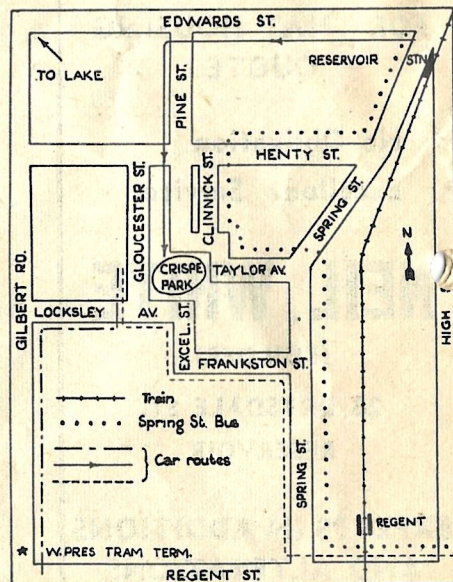 EDWARDS ST.
TO LAKE
PINE ST.
RESERVOIR
STN
HENTY ST.
GLOUCESTER ST.
CLINNICK ST.
SPRING ST.
N
CRISPE
PARK
TAYLOR AV.
GILBERT RD.
HIGH
LOCKSLEY AV.
EXCEL. ST.
FRANKSTON ST.
Train
Spring St. Bus
Car routes
SPRING ST.
REGENT
W. PRES TRAM TERM.
REGENT ST.